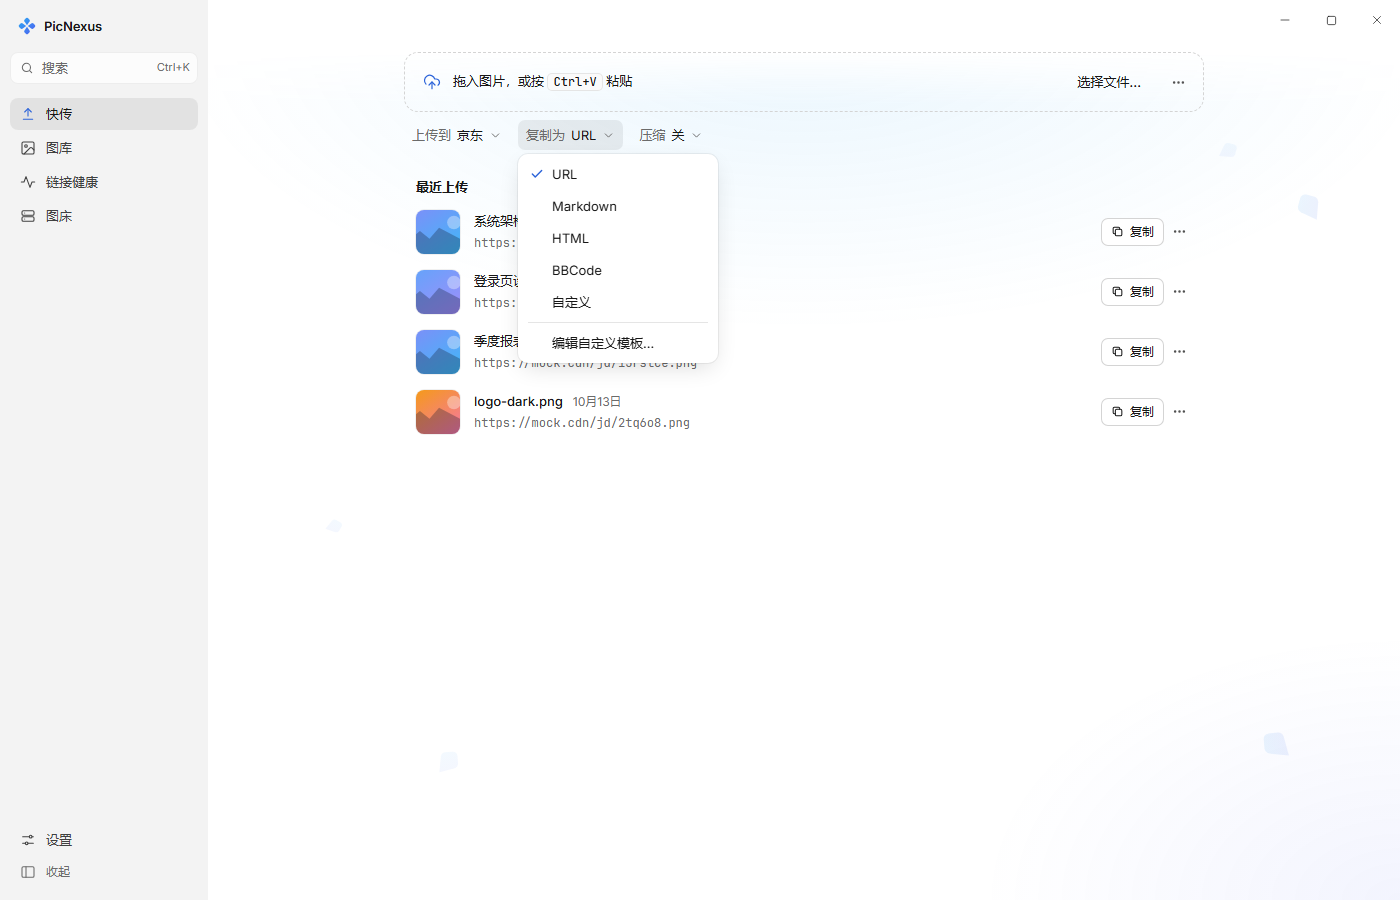 PicNexus
搜索 Ctrl+K
快传
图库
链接健康
图床
设置
收起
拖入图片，或按 Ctrl+V 粘贴
选择文件...
上传到 京东
复制为 URL
压缩 关
URL
Markdown
HTML
BBCode
自定义
编辑自定义模板...
最近上传
系统架
https:
复制
登录页
https:
复制
季度报
复制
logo-dark.png 10月13日
https://mock.cdn/jd/2tq6o8.png
复制